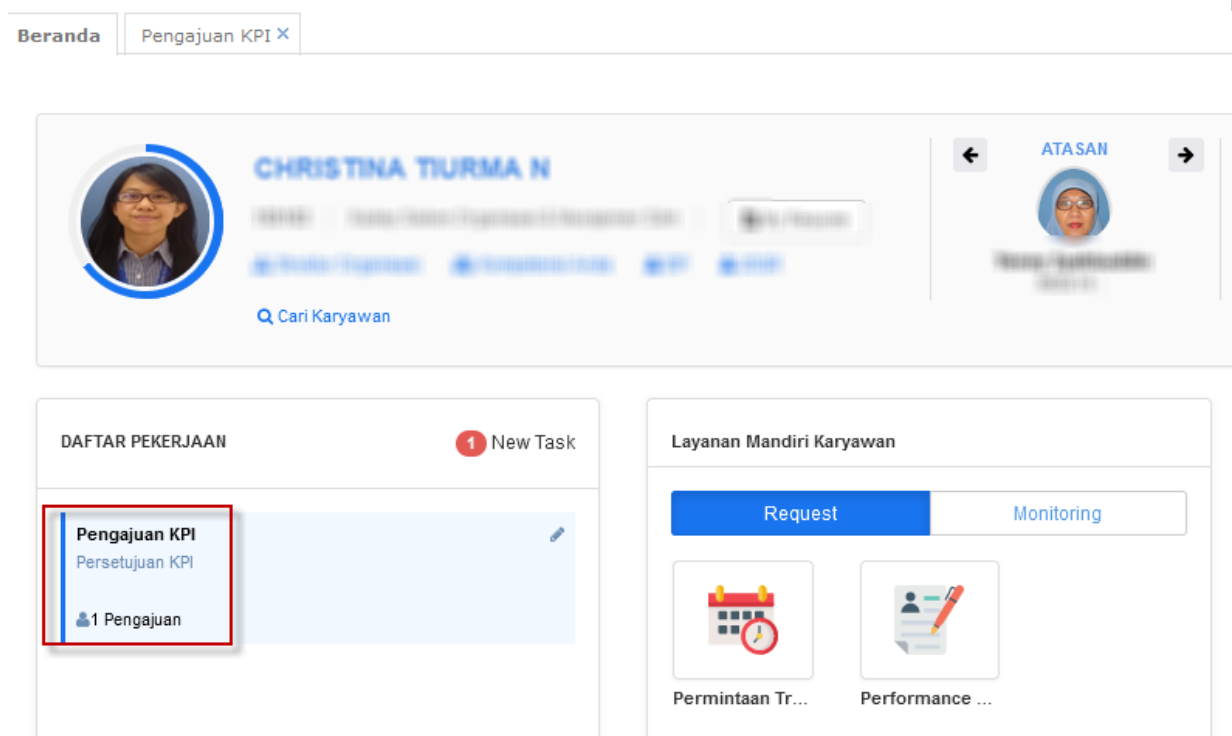 Beranda
Pengajuan KPI ×
CHRISTINA TIURMA N
ATASAN
Cari Karyawan
DAFTAR PEKERJAAN
1 New Task
Layanan Mandiri Karyawan
Pengajuan KPI
Persetujuan KPI
1 Pengajuan
Request
Monitoring
Permintaan Tr...
Performance ...